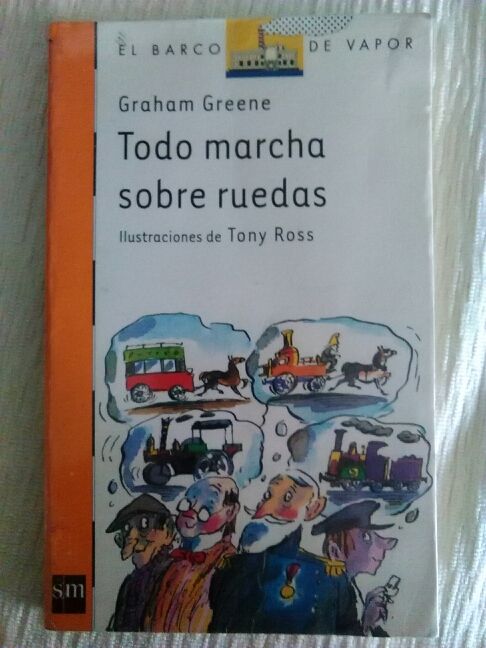 EL BARCO DE VAPOR
Graham Greene
Todo marcha
sobre ruedas
Ilustraciones de Tony Ross
sm